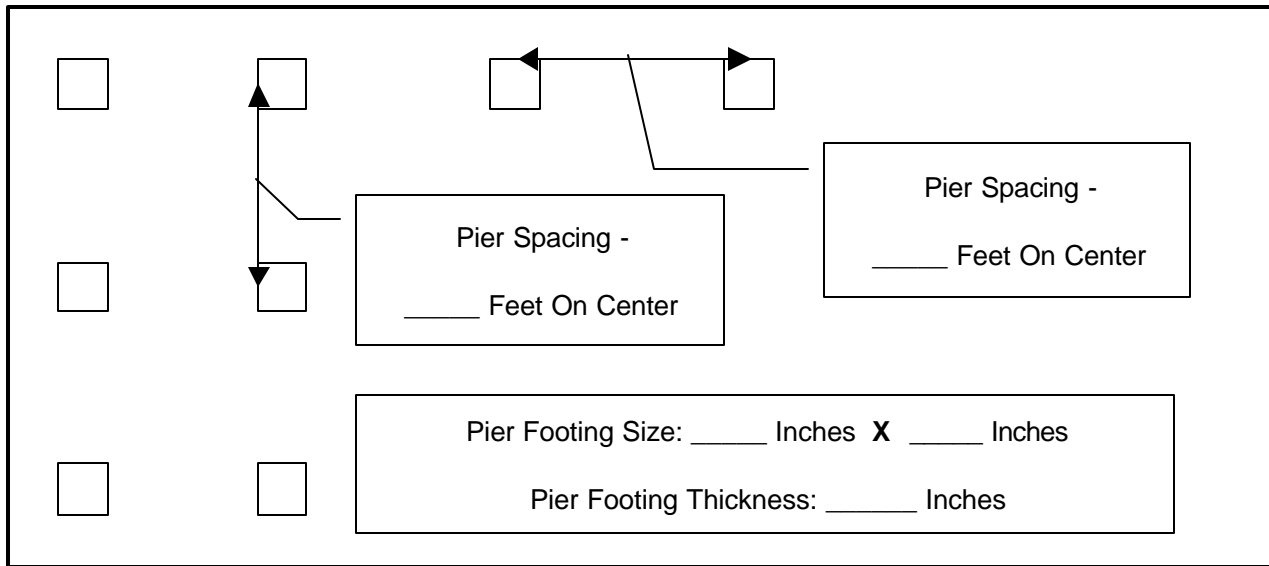 Pier Spacing -
_____ Feet On Center
Pier Spacing -
_____ Feet On Center
Pier Footing Size: _____ Inches X _____ Inches
Pier Footing Thickness: ______ Inches